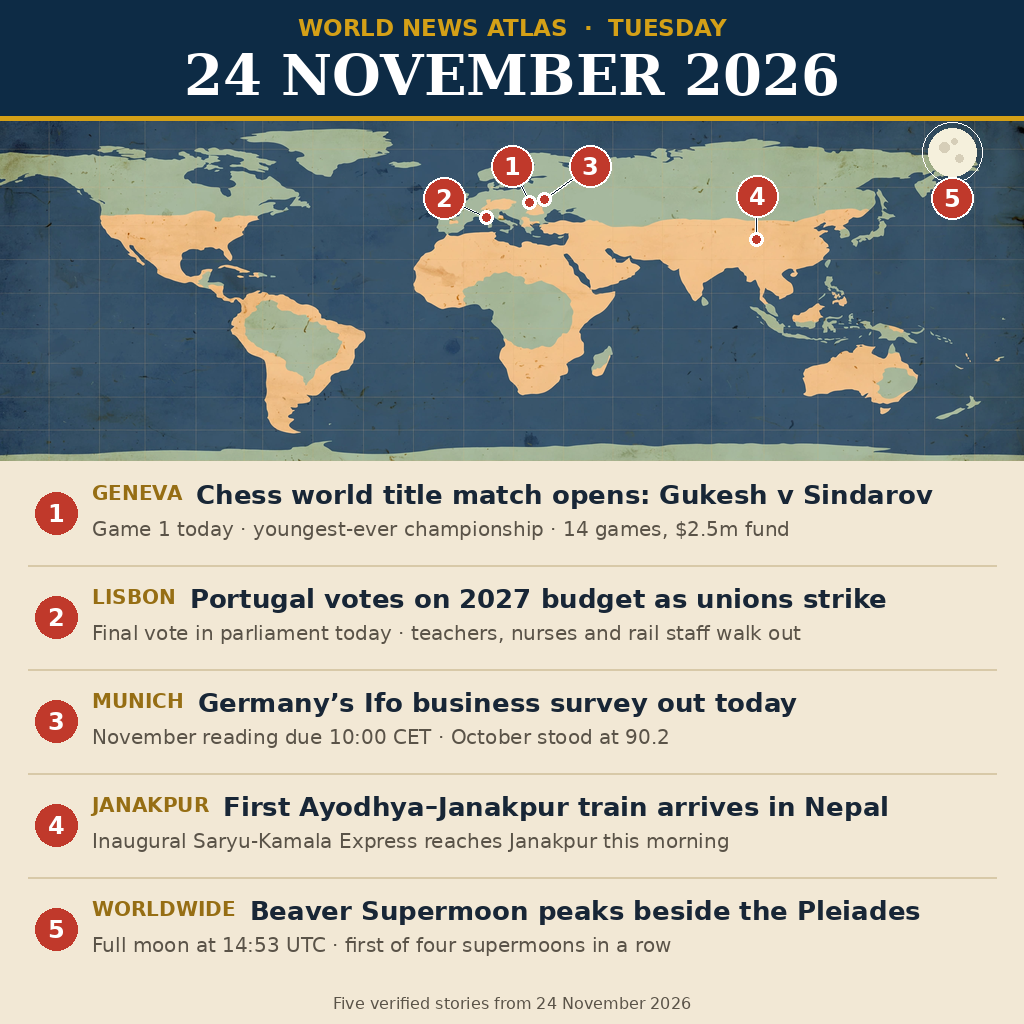 WORLD NEWS ATLAS · TUESDAY
24 NOVEMBER 2026
1
3
2
4
5
1
GENEVA Chess world title match opens: Gukesh v Sindarov
Game 1 today · youngest-ever championship · 14 games, $2.5m fund
2
LISBON Portugal votes on 2027 budget as unions strike
Final vote in parliament today · teachers, nurses and rail staff walk out
3
MUNICH Germany’s Ifo business survey out today
November reading due 10:00 CET · October stood at 90.2
4
JANAKPUR First Ayodhya–Janakpur train arrives in Nepal
Inaugural Saryu-Kamala Express reaches Janakpur this morning
5
WORLDWIDE Beaver Supermoon peaks beside the Pleiades
Full moon at 14:53 UTC · first of four supermoons in a row
Five verified stories from 24 November 2026